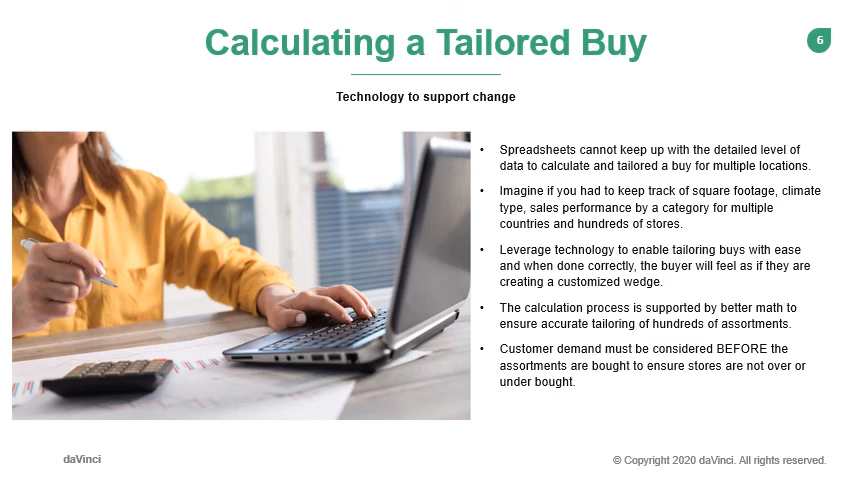 Calculating a Tailored Buy
6
Technology to support change
• Spreadsheets cannot keep up with the detailed level of
data to calculate and tailored a buy for multiple locations.
• Imagine if you had to keep track of square footage, climate
type, sales performance by a category for multiple
countries and hundreds of stores.
• Leverage technology to enable tailoring buys with ease
and when done correctly, the buyer will feel as if they are
creating a customized wedge.
• The calculation process is supported by better math to
ensure accurate tailoring of hundreds of assortments.
• Customer demand must be considered BEFORE the
assortments are bought to ensure stores are not over or
under bought.
daVinci
© Copyright 2020 daVinci. All rights reserved.